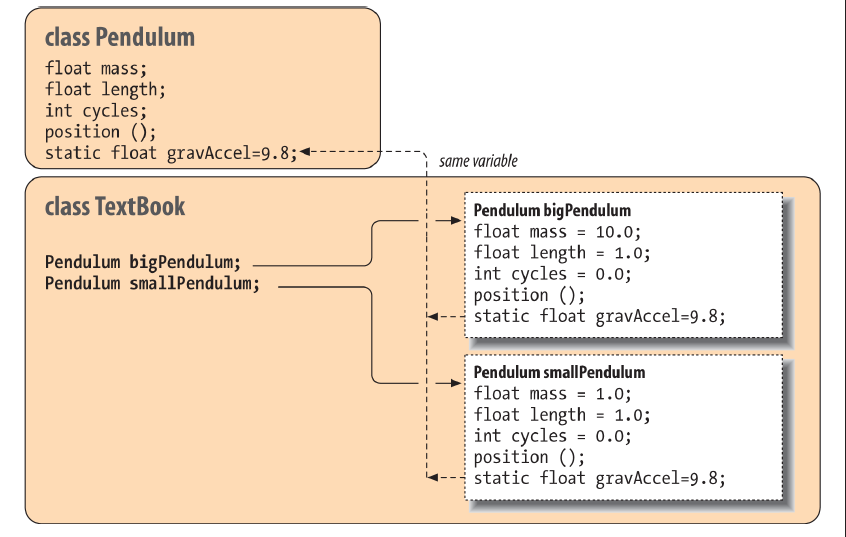 class Pendulum
float mass;
float length;
int cycles;
position ();
static float gravAccel=9.8;
same variable
class TextBook
Pendulum bigPendulum;
Pendulum smallPendulum;
Pendulum bigPendulum
float mass = 10.0;
float length = 1.0;
int cycles = 0.0;
position ();
static float gravAccel=9.8;
Pendulum smallPendulum
float mass = 1.0;
float length = 1.0;
int cycles = 0.0;
position ();
static float gravAccel=9.8;